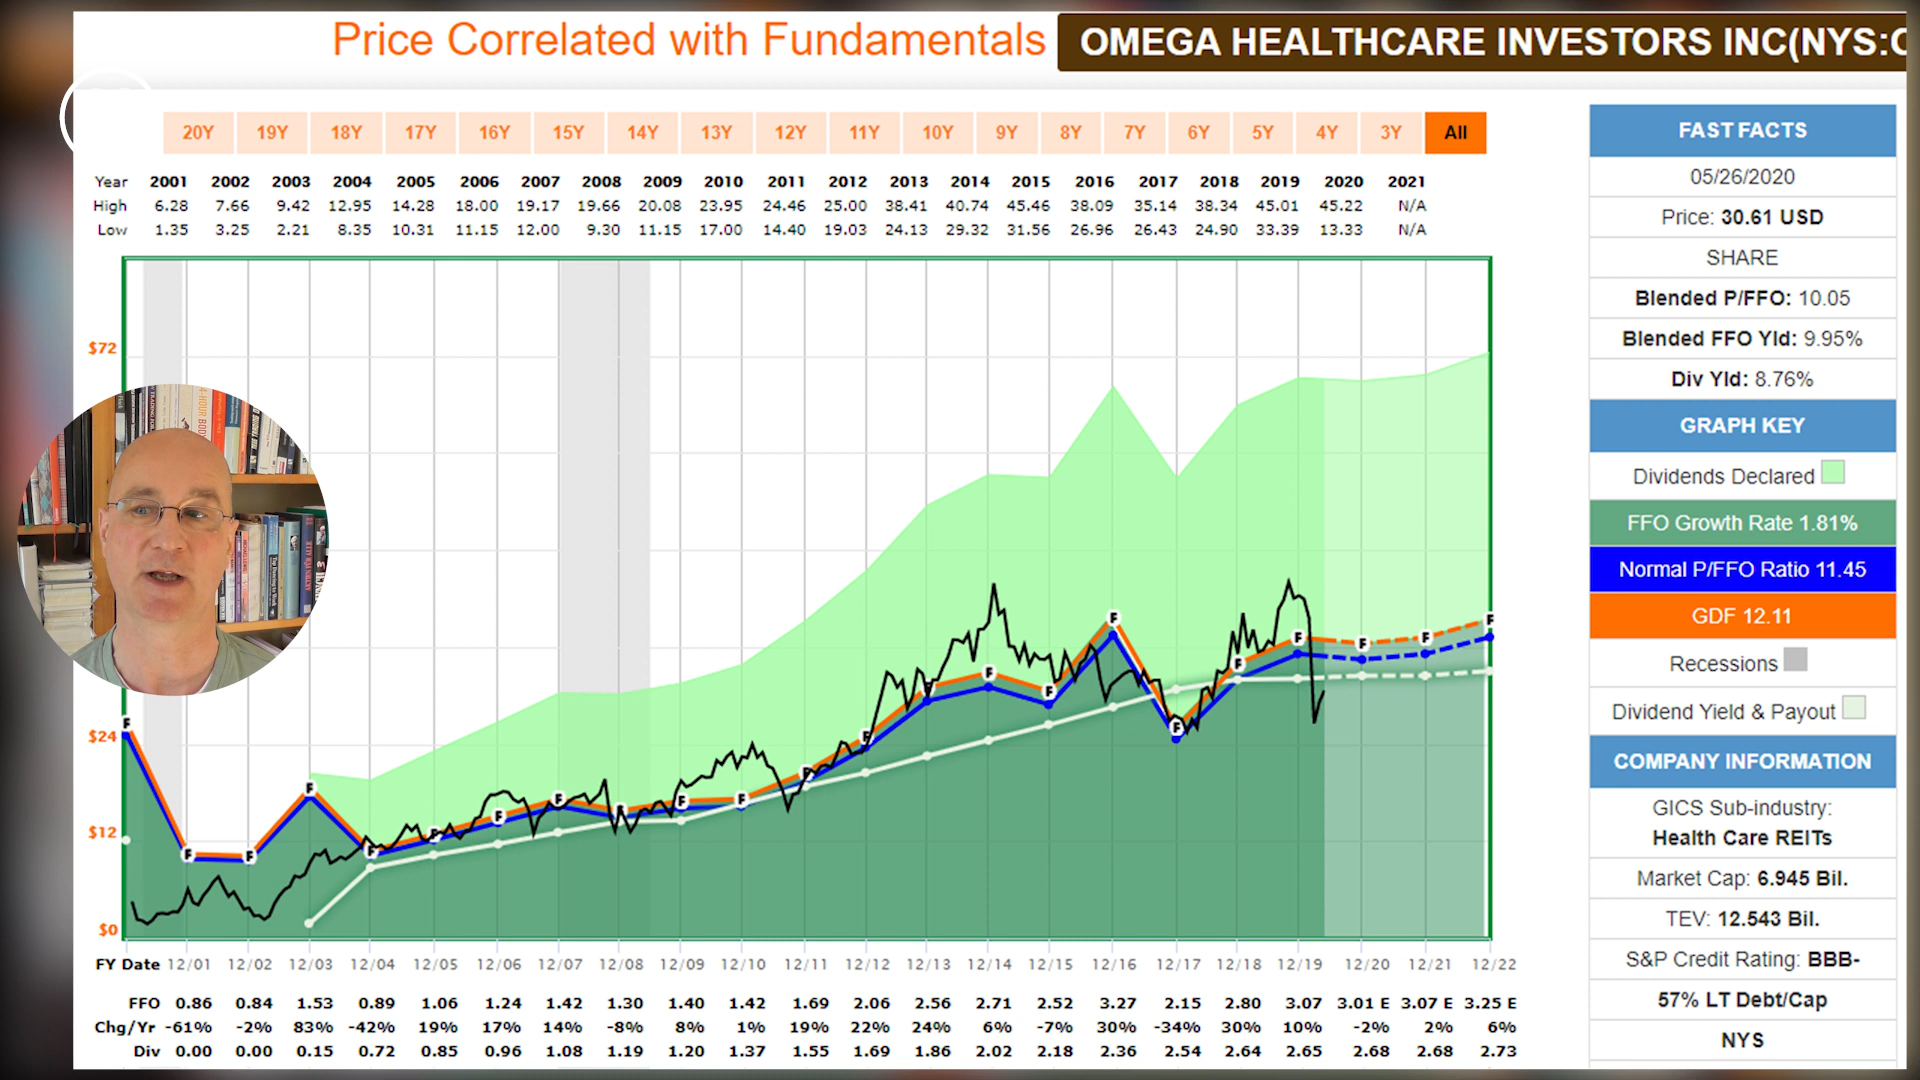 Price Correlated with Fundamentals
OMEGA HEALTHCARE INVESTORS INC(NYS:O
20Y 19Y 18Y 17Y 16Y 15Y 14Y 13Y 12Y 11Y 10Y 9Y 8Y 7Y 6Y 5Y 4Y 3Y All
Year 2001 2002 2003 2004 2005 2006 2007 2008 2009 2010 2011 2012 2013 2014 2015 2016 2017 2018 2019 2020 2021
High 6.28 7.66 9.42 12.95 14.28 18.00 19.17 19.66 20.08 23.95 24.46 25.00 38.41 40.74 45.46 38.09 35.14 38.34 45.01 45.22 N/A
Low 1.35 3.25 2.21 8.35 10.31 11.15 12.00 9.30 11.15 17.00 14.40 19.03 24.13 29.32 31.56 26.96 26.43 24.90 33.39 13.33 N/A
$72
$24
$12
$0
F F F F F F F F F F F F F F F F F F F F F F F
FY Date 12/01 12/02 12/03 12/04 12/05 12/06 12/07 12/08 12/09 12/10 12/11 12/12 12/13 12/14 12/15 12/16 12/17 12/18 12/19 12/20 12/21 12/22
FFO 0.86 0.84 1.53 0.89 1.06 1.24 1.42 1.30 1.40 1.42 1.69 2.06 2.56 2.71 2.52 3.27 2.15 2.80 3.07 3.01 E 3.07 E 3.25 E
Chg/Yr -61% -2% 83% -42% 19% 17% 14% -8% 8% 1% 19% 22% 24% 6% -7% 30% -34% 30% 10% -2% 2% 6%
Div 0.00 0.00 0.15 0.72 0.85 0.96 1.08 1.19 1.20 1.37 1.55 1.69 1.86 2.02 2.18 2.36 2.54 2.64 2.65 2.68 2.68 2.73
FAST FACTS
05/26/2020
Price: 30.61 USD
SHARE
Blended P/FFO: 10.05
Blended FFO Yld: 9.95%
Div Yld: 8.76%
GRAPH KEY
Dividends Declared
FFO Growth Rate 1.81%
Normal P/FFO Ratio 11.45
GDF 12.11
Recessions
Dividend Yield & Payout
COMPANY INFORMATION
GICS Sub-industry:
Health Care REITs
Market Cap: 6.945 Bil.
TEV: 12.543 Bil.
S&P Credit Rating: BBB-
57% LT Debt/Cap
NYS